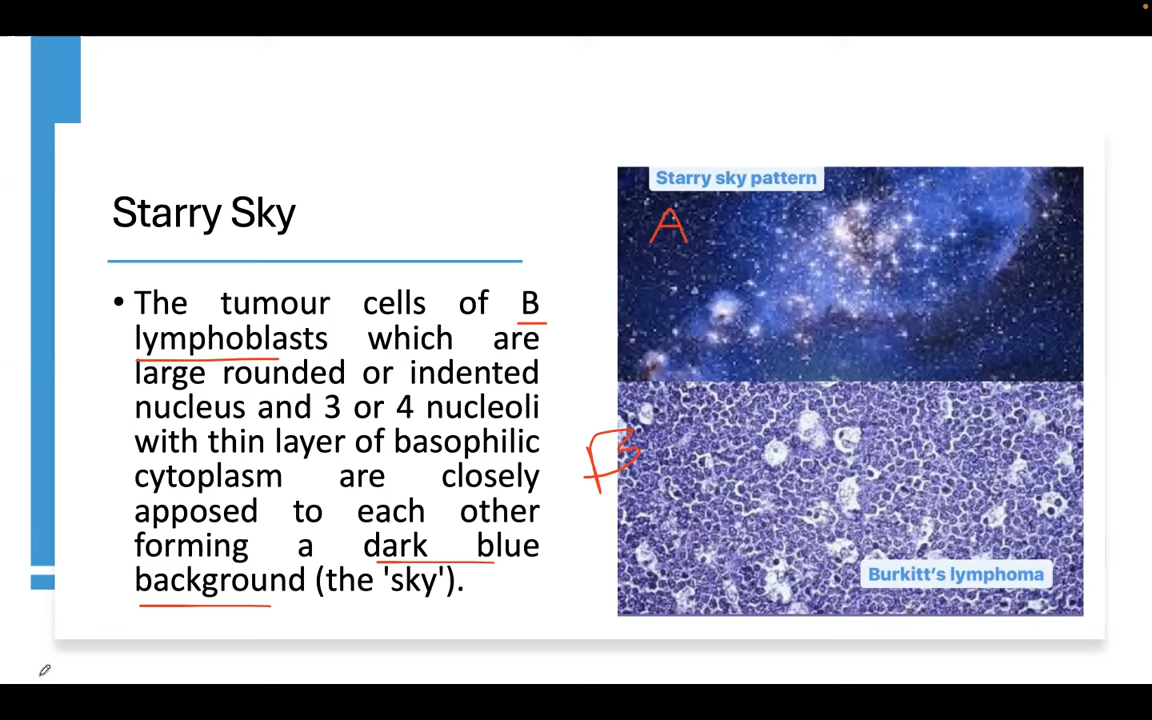 Starry Sky
• The tumour cells of B
lymphoblasts which are
large rounded or indented
nucleus and 3 or 4 nucleoli
with thin layer of basophilic
cytoplasm are closely
apposed to each other
forming a dark blue
background (the 'sky').
Starry sky pattern
A
B
Burkitt’s lymphoma